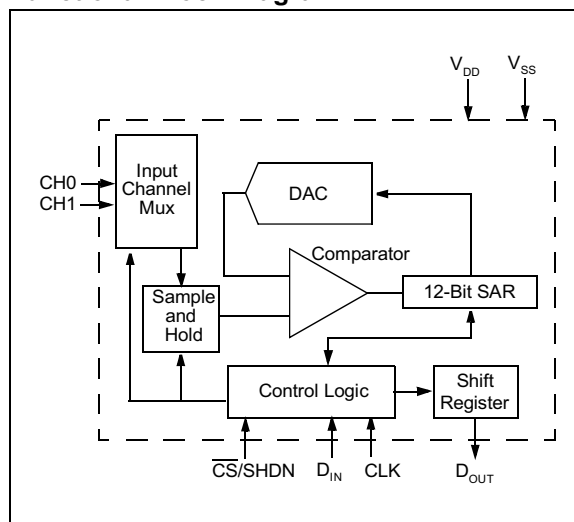 V_DD V_SS
Input
Channel
Mux
CH0
CH1
DAC
Comparator
Sample
and
Hold
12-Bit SAR
Control Logic
Shift
Register
C̅S̅/SHDN D_IN CLK D_OUT